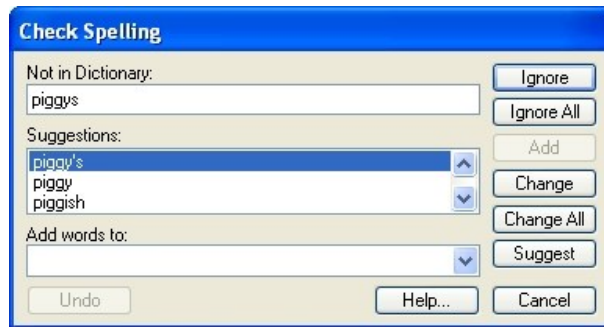 Check Spelling
Not in Dictionary:
piggys
Suggestions:
piggy's
piggy
piggish
Add words to:
Ignore
Ignore All
Add
Change
Change All
Suggest
Undo
Help...
Cancel